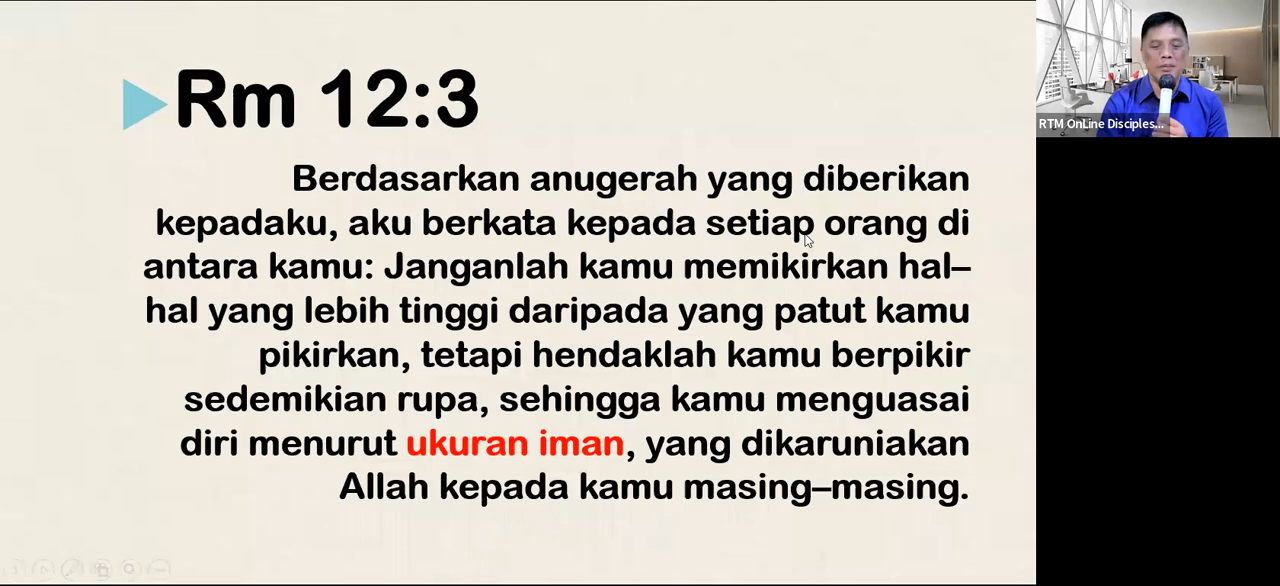 Rm 12:3
Berdasarkan anugerah yang diberikan
kepadaku, aku berkata kepada setiap orang di
antara kamu: Janganlah kamu memikirkan hal–
hal yang lebih tinggi daripada yang patut kamu
pikirkan, tetapi hendaklah kamu berpikir
sedemikian rupa, sehingga kamu menguasai
diri menurut ukuran iman, yang dikaruniakan
Allah kepada kamu masing–masing.
RTM OnLine Disciples...